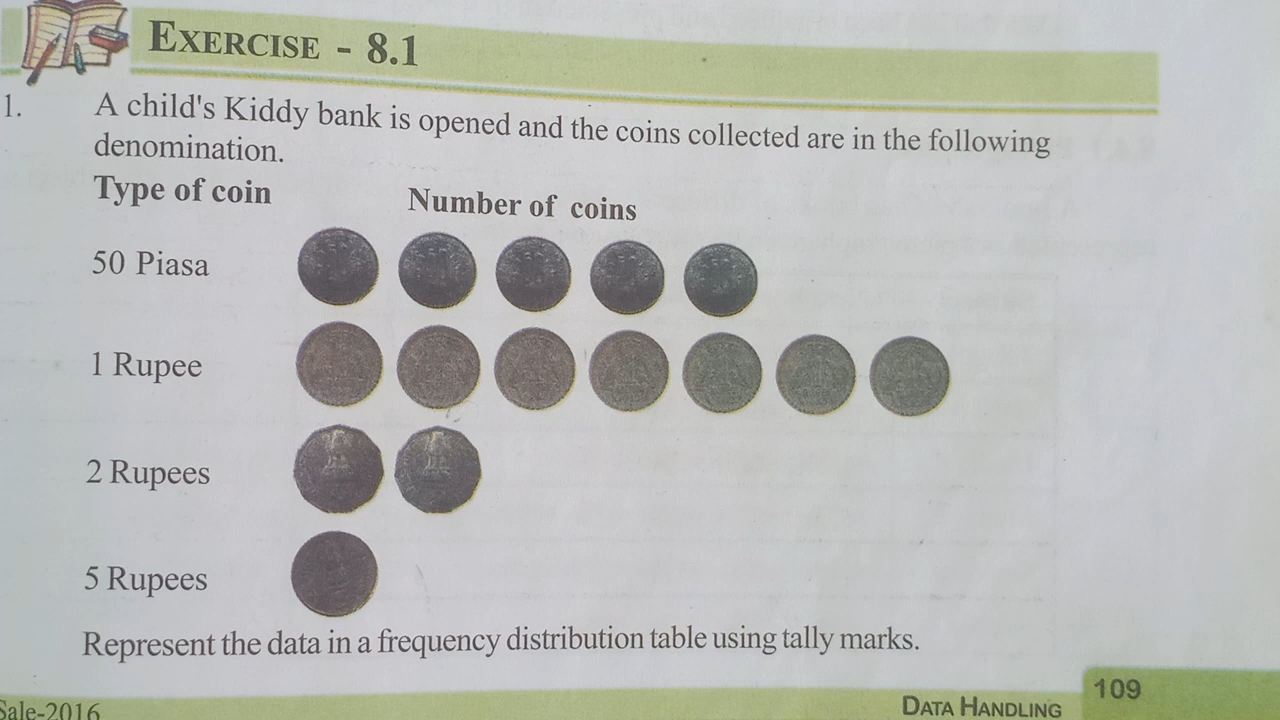 EXERCISE - 8.1
1. A child's Kiddy bank is opened and the coins collected are in the following
denomination.
Type of coin Number of coins
50 Piasa
1 Rupee
2 Rupees
5 Rupees
Represent the data in a frequency distribution table using tally marks.
Sale-2016 DATA HANDLING 109